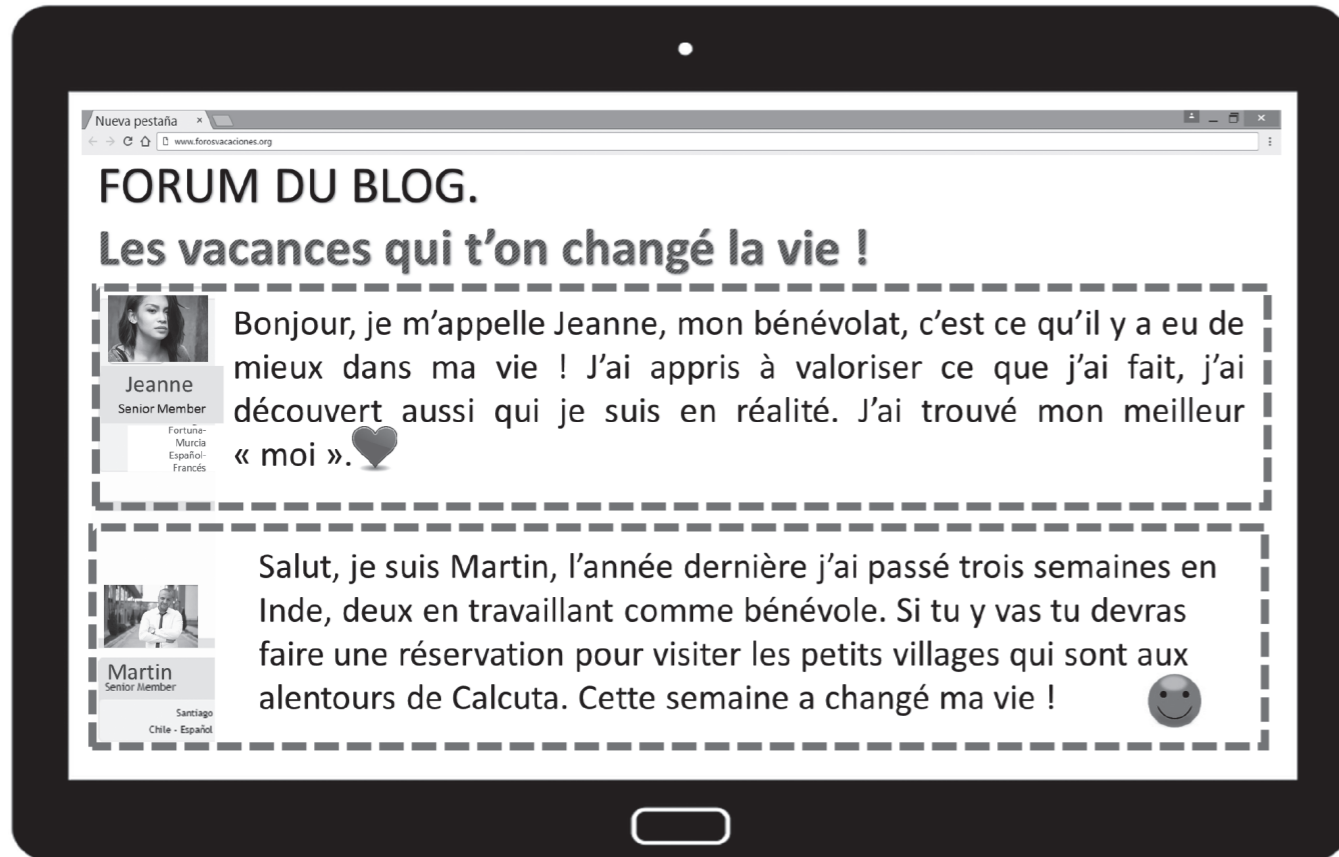 Nueva pestaña
www.forosvacaciones.org
FORUM DU BLOG.
Les vacances qui t'on changé la vie !
Jeanne
Senior Member
Fortuna-
Murcia
Español-
Francés
Bonjour, je m'appelle Jeanne, mon bénévolat, c'est ce qu'il y a eu de
mieux dans ma vie ! J'ai appris à valoriser ce que j'ai fait, j'ai
découvert aussi qui je suis en réalité. J'ai trouvé mon meilleur
« moi ».
Martin
Senior Member
Santiago
Chile - Español
Salut, je suis Martin, l'année dernière j'ai passé trois semaines en
Inde, deux en travaillant comme bénévole. Si tu y vas tu devras
faire une réservation pour visiter les petits villages qui sont aux
alentours de Calcuta. Cette semaine a changé ma vie !